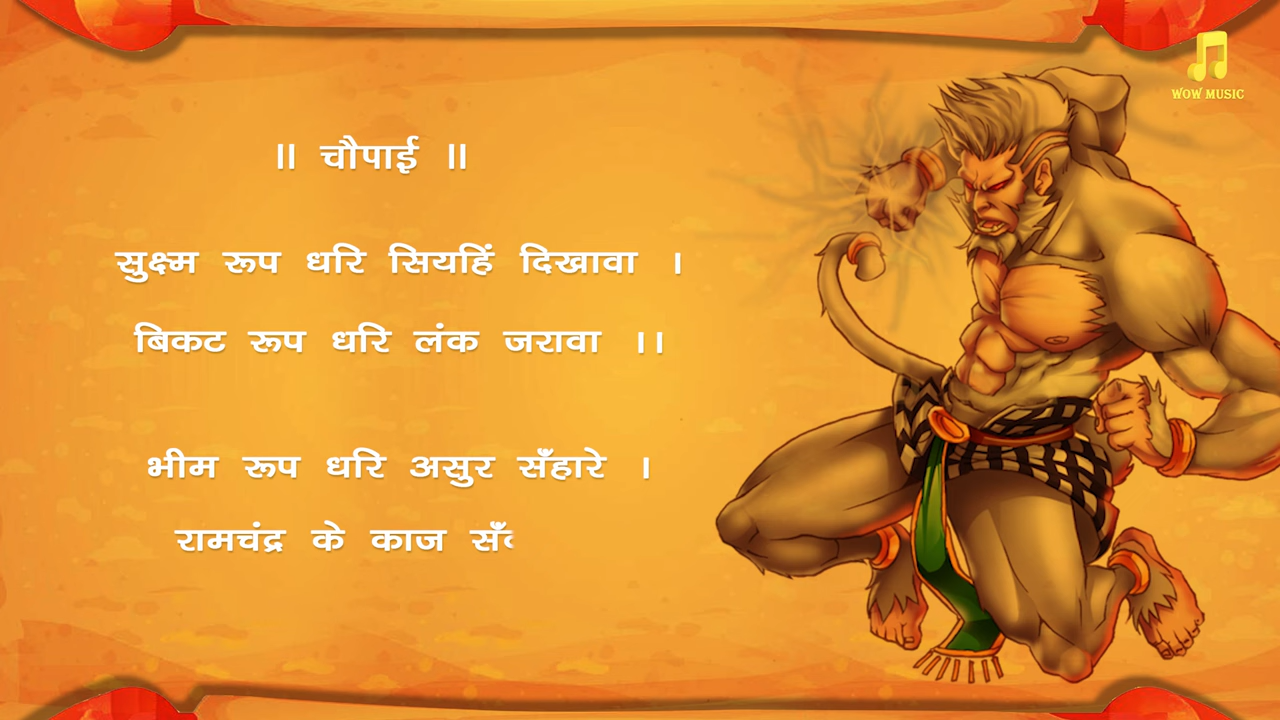 WOW MUSIC
॥ चौपाई ॥
सुक्ष्म रूप धरि सियहिं दिखावा ।
बिकट रूप धरि लंक जरावा ।।
भीम रूप धरि असुर सँहारे ।
रामचंद्र के काज